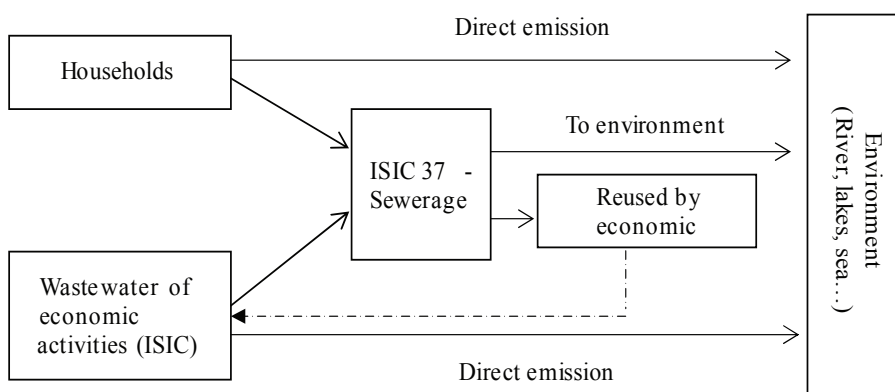 Direct emission
Households
To environment
ISIC 37 -
Sewerage
Reused by
economic
Wastewater of
economic
activities (ISIC)
Direct emission
Environment
(River, lakes, sea…)